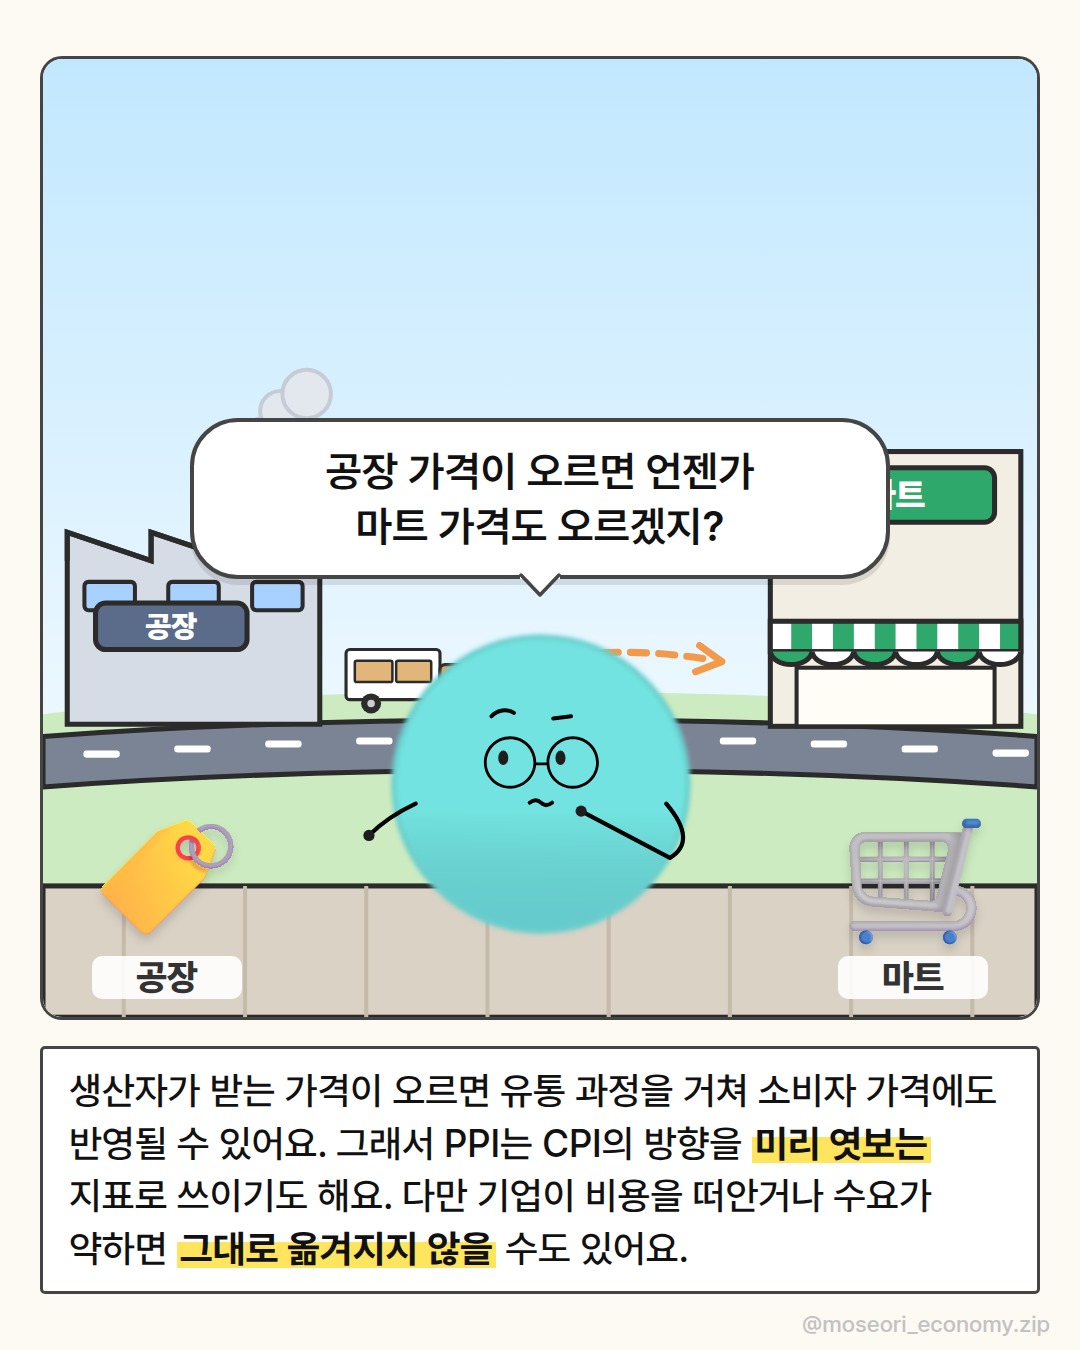 공장 가격이 오르면 언젠가
마트 가격도 오르겠지?
트
공장
공장
마트
생산자가 받는 가격이 오르면 유통 과정을 거쳐 소비자 가격에도
반영될 수 있어요. 그래서 PPI는 CPI의 방향을 미리 엿보는
지표로 쓰이기도 해요. 다만 기업이 비용을 떠안거나 수요가
약하면 그대로 옮겨지지 않을 수도 있어요.
@moseori_economy.zip